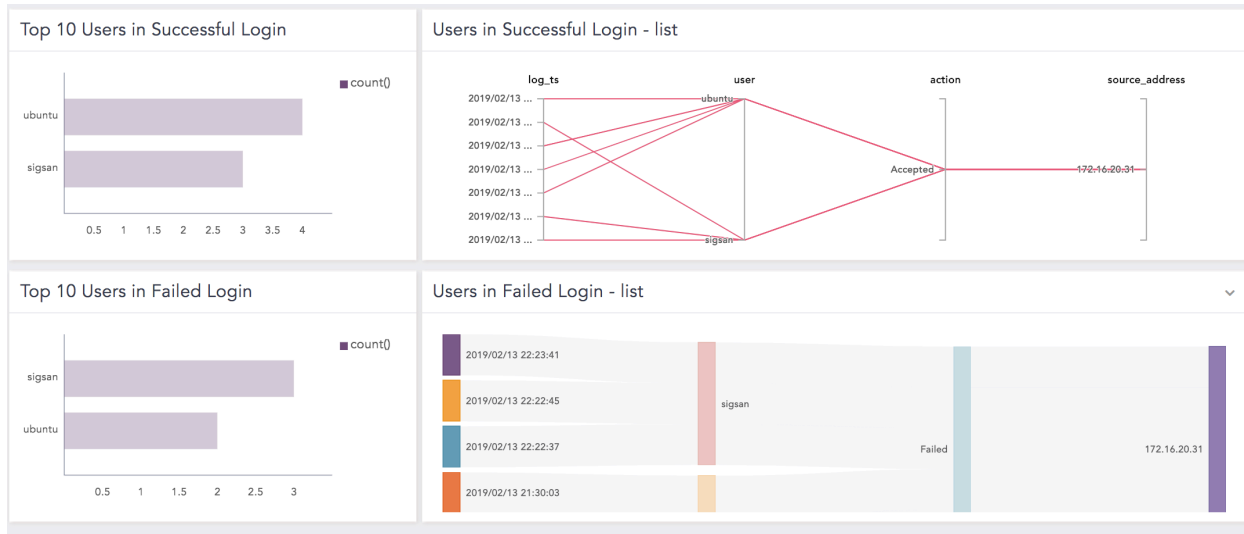 Top 10 Users in Successful Login
count()
ubuntu
sigsan
0.5 1 1.5 2 2.5 3 3.5 4
Users in Successful Login - list
log_ts user action source_address
2019/02/13 ...
ubuntu
2019/02/13 ...
2019/02/13 ...
2019/02/13 ...
Accepted
172.16.20.31
2019/02/13 ...
2019/02/13 ...
2019/02/13 ...
sigsan
Top 10 Users in Failed Login
count()
sigsan
ubuntu
0.5 1 1.5 2 2.5 3
Users in Failed Login - list
2019/02/13 22:23:41
2019/02/13 22:22:45
sigsan
2019/02/13 22:22:37
Failed
172.16.20.31
2019/02/13 21:30:03